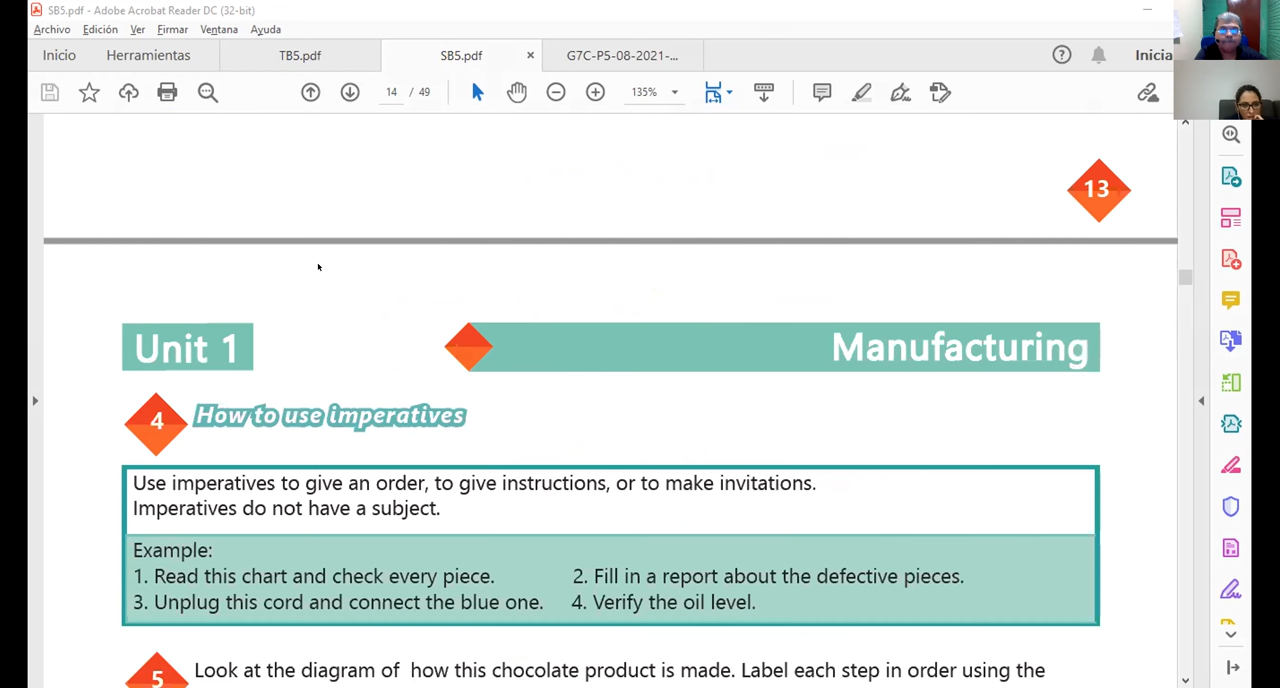 SB5.pdf - Adobe Acrobat Reader DC (32-bit)
Archivo Edición Ver Firmar Ventana Ayuda
Inicio Herramientas TB5.pdf SB5.pdf × G7C-P5-08-2021-... Inicia
14 / 49 135%
13
Unit 1 Manufacturing
4 How to use imperatives
Use imperatives to give an order, to give instructions, or to make invitations.
Imperatives do not have a subject.
Example:
1. Read this chart and check every piece. 2. Fill in a report about the defective pieces.
3. Unplug this cord and connect the blue one. 4. Verify the oil level.
5 Look at the diagram of how this chocolate product is made. Label each step in order using the